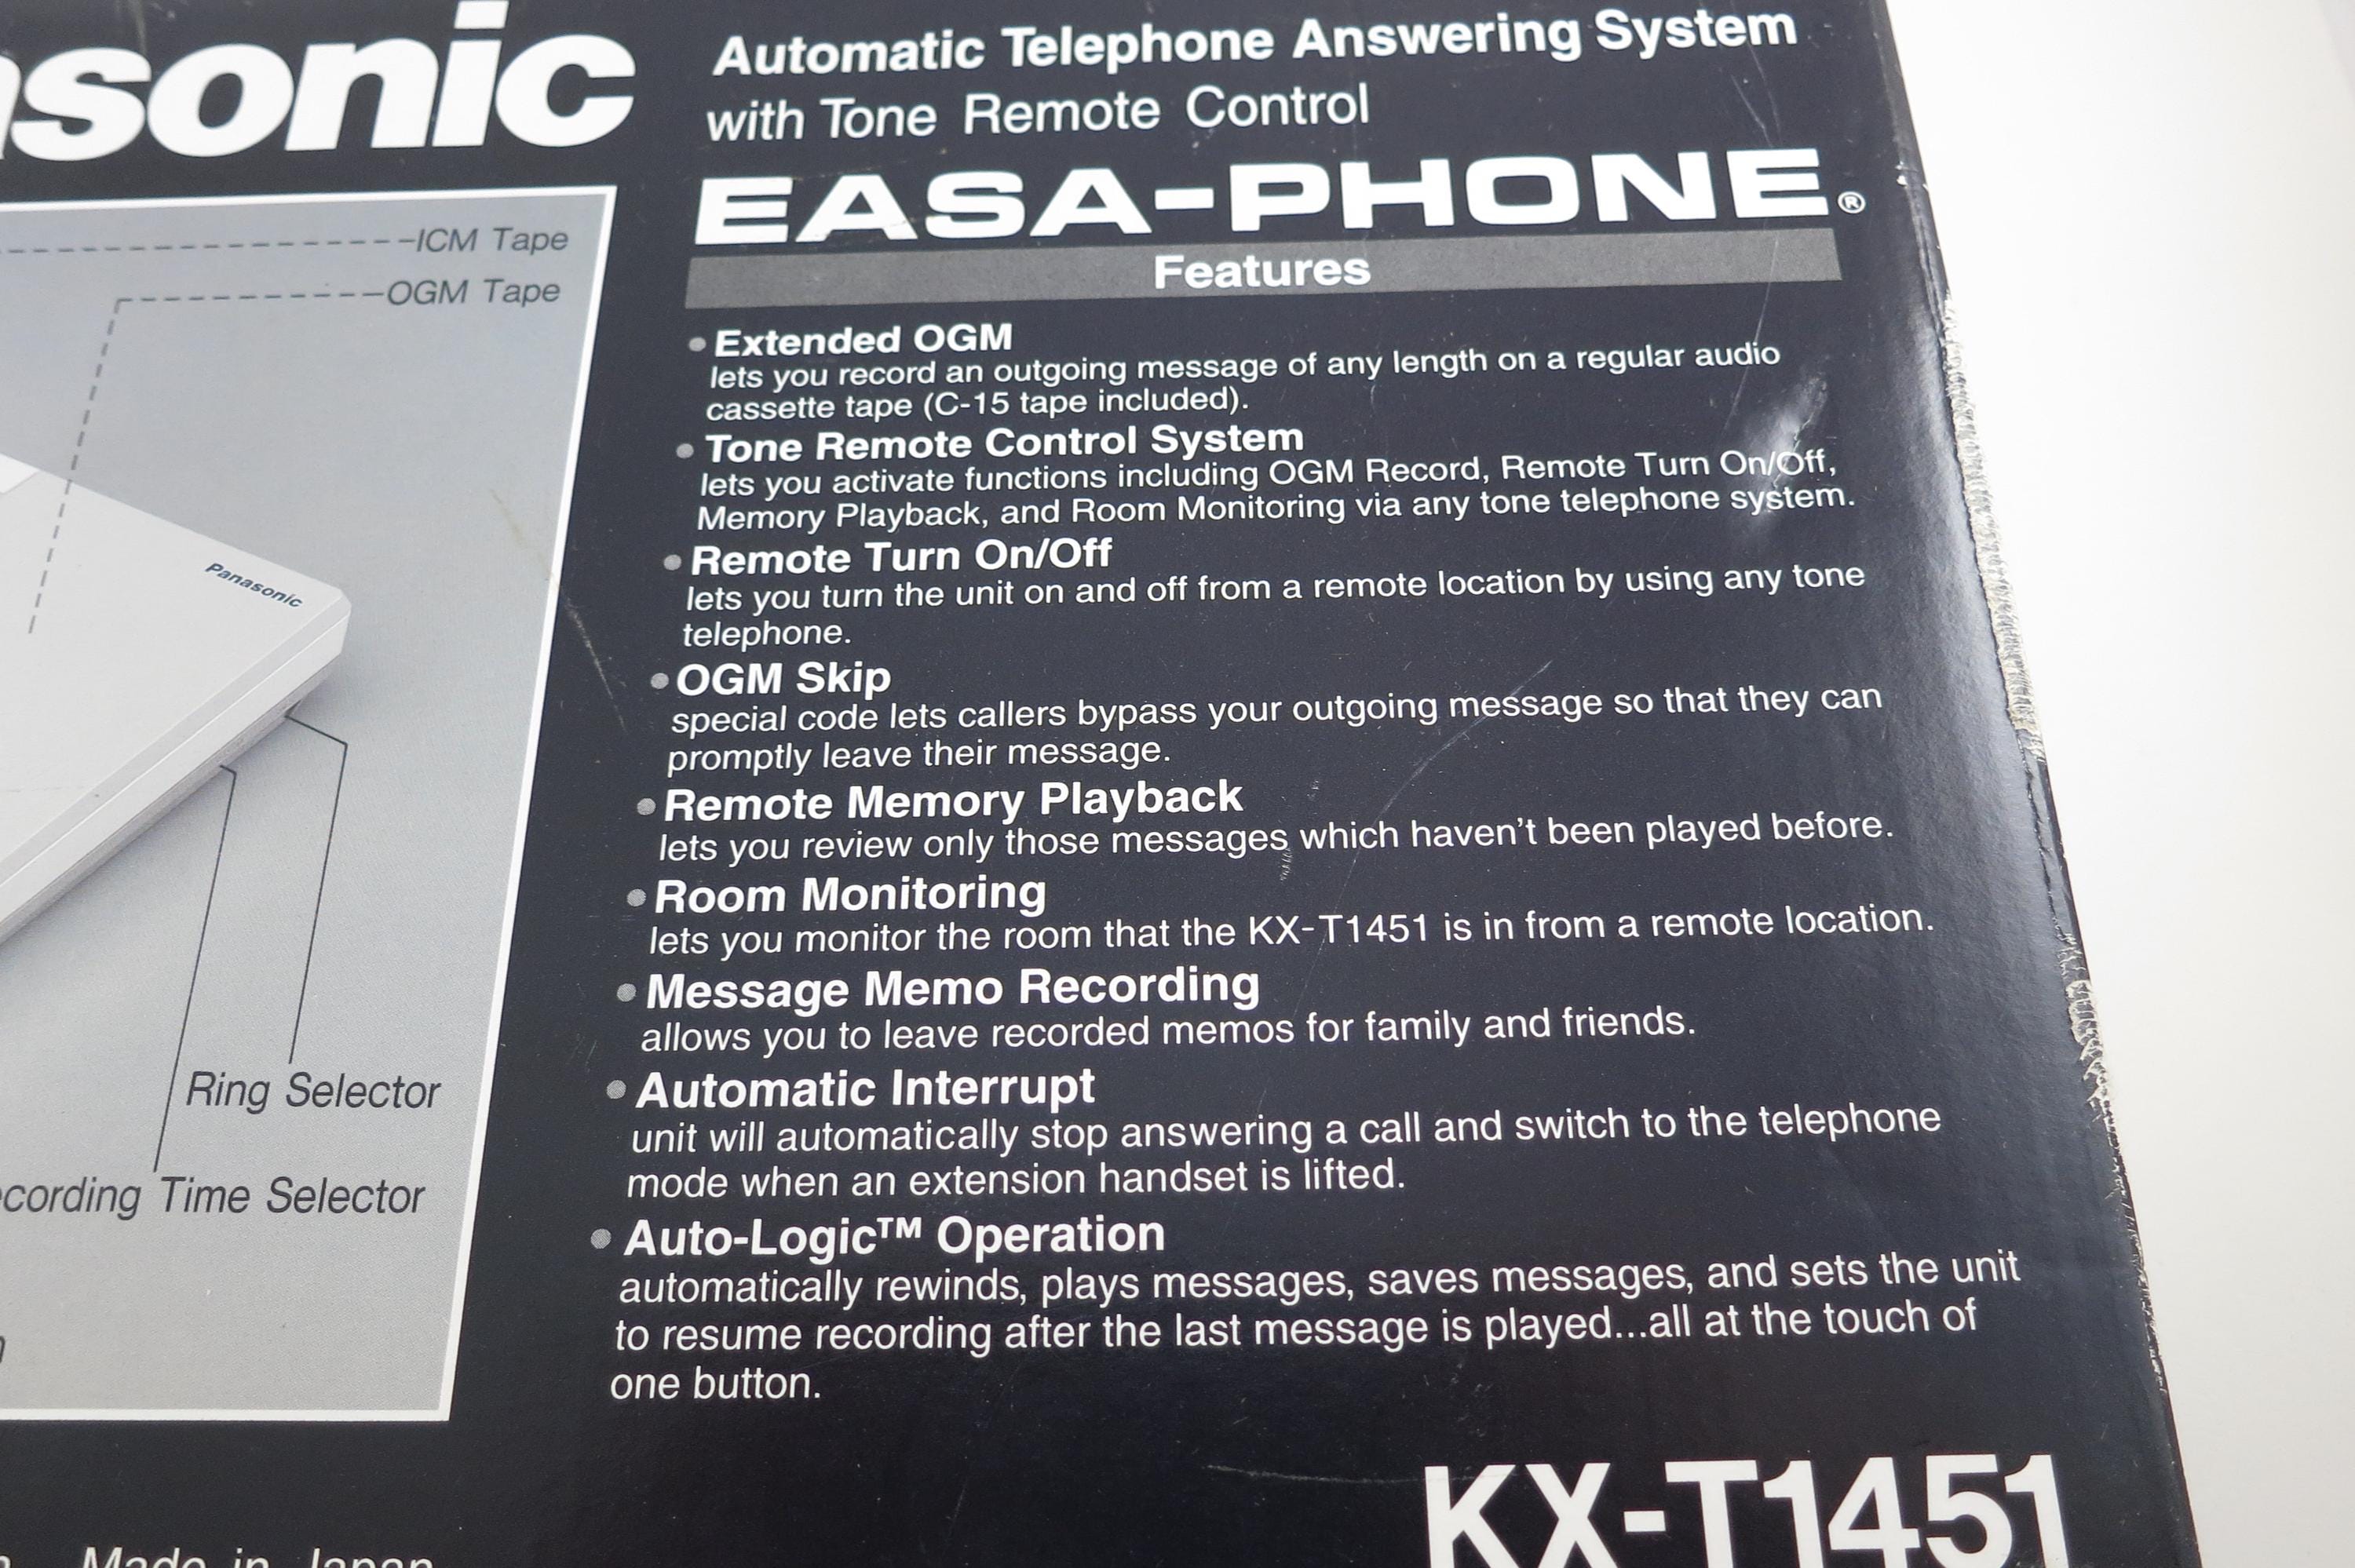 Panasonic
Automatic Telephone Answering System
with Tone Remote Control
EASA-PHONE®
Features
ICM Tape
OGM Tape
Panasonic
Ring Selector
cording Time Selector
• Extended OGM
lets you record an outgoing message of any length on a regular audio
cassette tape (C-15 tape included).
• Tone Remote Control System
lets you activate functions including OGM Record, Remote Turn On/Off,
Memory Playback, and Room Monitoring via any tone telephone system.
• Remote Turn On/Off
lets you turn the unit on and off from a remote location by using any tone
telephone.
• OGM Skip
special code lets callers bypass your outgoing message so that they can
promptly leave their message.
• Remote Memory Playback
lets you review only those messages which haven't been played before.
• Room Monitoring
lets you monitor the room that the KX-T1451 is in from a remote location.
• Message Memo Recording
allows you to leave recorded memos for family and friends.
• Automatic Interrupt
unit will automatically stop answering a call and switch to the telephone
mode when an extension handset is lifted.
• Auto-Logic™ Operation
automatically rewinds, plays messages, saves messages, and sets the unit
to resume recording after the last message is played...all at the touch of
one button.
KX-T1451
Made in Japan